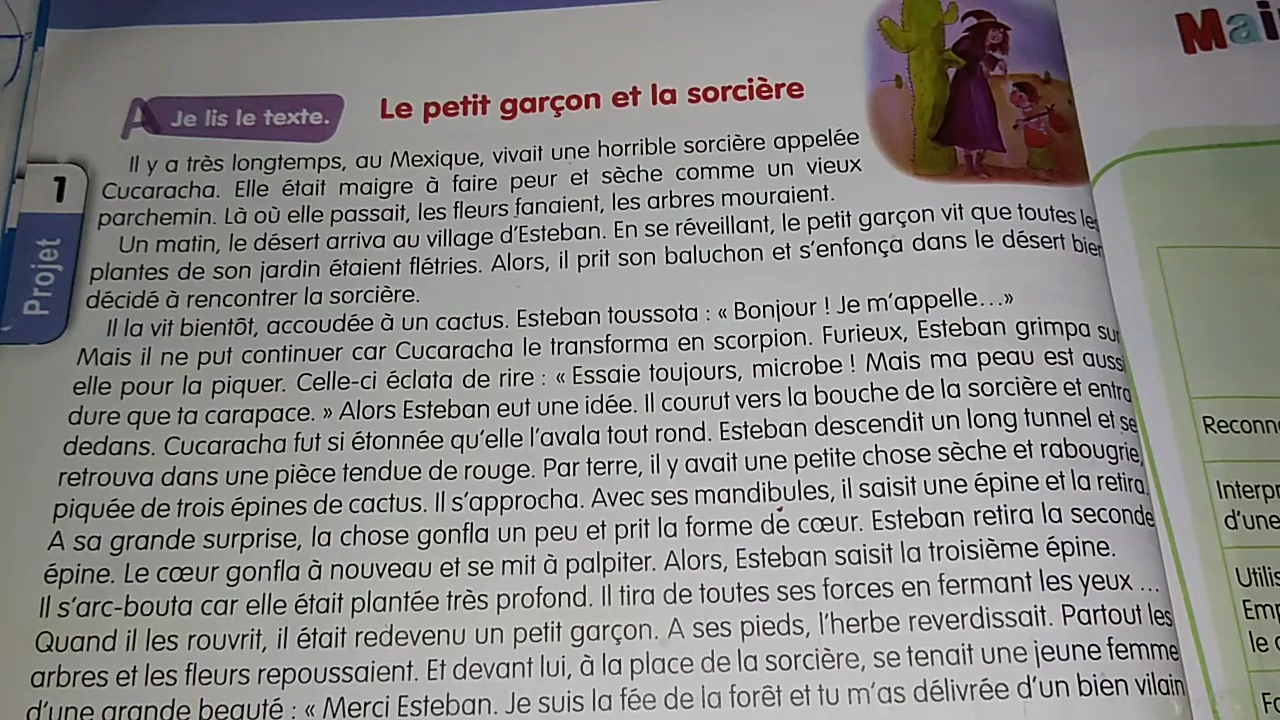 Mai
A Je lis le texte.
Le petit garçon et la sorcière
Il y a très longtemps, au Mexique, vivait une horrible sorcière appelée
Cucaracha. Elle était maigre à faire peur et sèche comme un vieux
parchemin. Là où elle passait, les fleurs fanaient, les arbres mouraient.
Un matin, le désert arriva au village d'Esteban. En se réveillant, le petit garçon vit que toutes les
plantes de son jardin étaient flétries. Alors, il prit son baluchon et s'enfonça dans le désert bien
décidé à rencontrer la sorcière.
Il la vit bientôt, accoudée à un cactus. Esteban toussota : « Bonjour ! Je m'appelle...»
Mais il ne put continuer car Cucaracha le transforma en scorpion. Furieux, Esteban grimpa sur
elle pour la piquer. Celle-ci éclata de rire : « Essaie toujours, microbe ! Mais ma peau est aussi
dure que ta carapace. » Alors Esteban eut une idée. Il courut vers la bouche de la sorcière et entra
dedans. Cucaracha fut si étonnée qu'elle l'avala tout rond. Esteban descendit un long tunnel et se
retrouva dans une pièce tendue de rouge. Par terre, il y avait une petite chose sèche et rabougrie,
piquée de trois épines de cactus. Il s'approcha. Avec ses mandibules, il saisit une épine et la retira.
A sa grande surprise, la chose gonfla un peu et prit la forme de cœur. Esteban retira la seconde
épine. Le cœur gonfla à nouveau et se mit à palpiter. Alors, Esteban saisit la troisième épine.
Il s'arc-bouta car elle était plantée très profond. Il tira de toutes ses forces en fermant les yeux ...
Quand il les rouvrit, il était redevenu un petit garçon. A ses pieds, l'herbe reverdissait. Partout les
arbres et les fleurs repoussaient. Et devant lui, à la place de la sorcière, se tenait une jeune femme
d'une grande beauté : « Merci Esteban. Je suis la fée de la forêt et tu m'as délivrée d'un bien vilain
1
Projet
Reconn
Interpr
d'une
Utilis
Emp
le